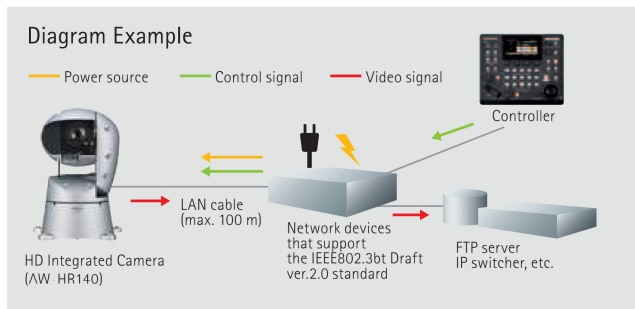 Diagram Example
Power source
Control signal
Video signal
Controller
LAN cable
(max. 100 m)
Network devices
that support
the IEEE802.3bt Draft
ver.2.0 standard
FTP server
IP switcher, etc.
HD Integrated Camera
(AW-HR140)